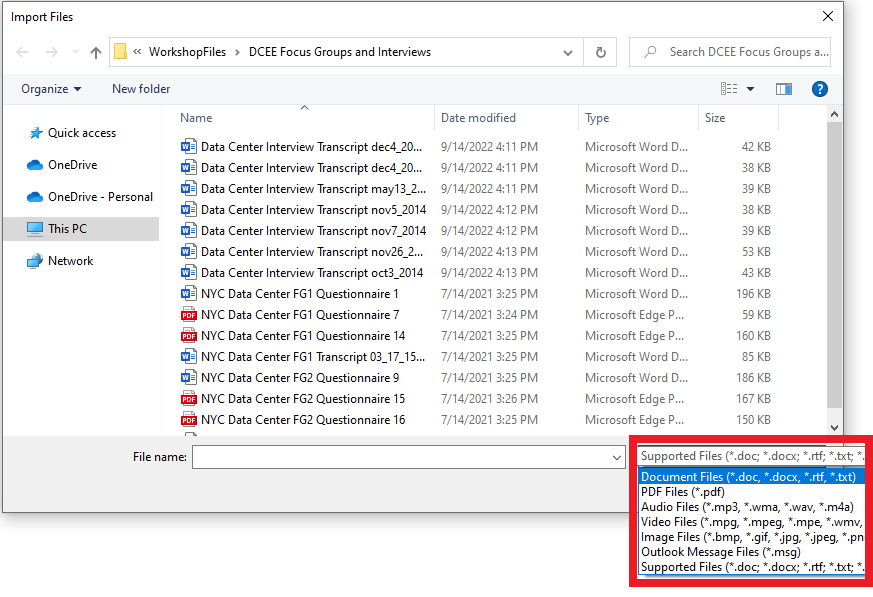 Import Files
WorkshopFiles > DCEE Focus Groups and Interviews
Search DCEE Focus Groups a...
Organize
New folder
?
Name Date modified Type Size
Quick access
OneDrive
OneDrive - Personal
This PC
Network
Data Center Interview Transcript dec4_20... 9/14/2022 4:11 PM Microsoft Word D... 42 KB
Data Center Interview Transcript dec4_20... 9/14/2022 4:11 PM Microsoft Word D... 38 KB
Data Center Interview Transcript may13_2... 9/14/2022 4:11 PM Microsoft Word D... 39 KB
Data Center Interview Transcript nov5_2014 9/14/2022 4:12 PM Microsoft Word D... 38 KB
Data Center Interview Transcript nov7_2014 9/14/2022 4:12 PM Microsoft Word D... 39 KB
Data Center Interview Transcript nov26_2... 9/14/2022 4:13 PM Microsoft Word D... 53 KB
Data Center Interview Transcript oct3_2014 9/14/2022 4:13 PM Microsoft Word D... 43 KB
NYC Data Center FG1 Questionnaire 1 7/14/2021 3:25 PM Microsoft Word D... 196 KB
PDF NYC Data Center FG1 Questionnaire 7 7/14/2021 3:24 PM Microsoft Edge P... 59 KB
PDF NYC Data Center FG1 Questionnaire 14 7/14/2021 3:25 PM Microsoft Edge P... 160 KB
NYC Data Center FG1 Transcript 03_17_15... 7/14/2021 3:25 PM Microsoft Word D... 85 KB
NYC Data Center FG2 Questionnaire 9 7/14/2021 3:25 PM Microsoft Word D... 186 KB
PDF NYC Data Center FG2 Questionnaire 15 7/14/2021 3:26 PM Microsoft Edge P... 167 KB
PDF NYC Data Center FG2 Questionnaire 16 7/14/2021 3:25 PM Microsoft Edge P... 150 KB
File name:
Supported Files (*.doc; *.docx; *.rtf; *.txt; *.
Document Files (*.doc, *.docx, *.rtf, *.txt)
PDF Files (*.pdf)
Audio Files (*.mp3, *.wma, *.wav, *.m4a)
Video Files (*.mpg, *.mpeg, *.mpe, *.wmv,
Image Files (*.bmp, *.gif, *.jpg, *.jpeg, *.pn
Outlook Message Files (*.msg)
Supported Files (*.doc; *.docx; *.rtf; *.txt; *.